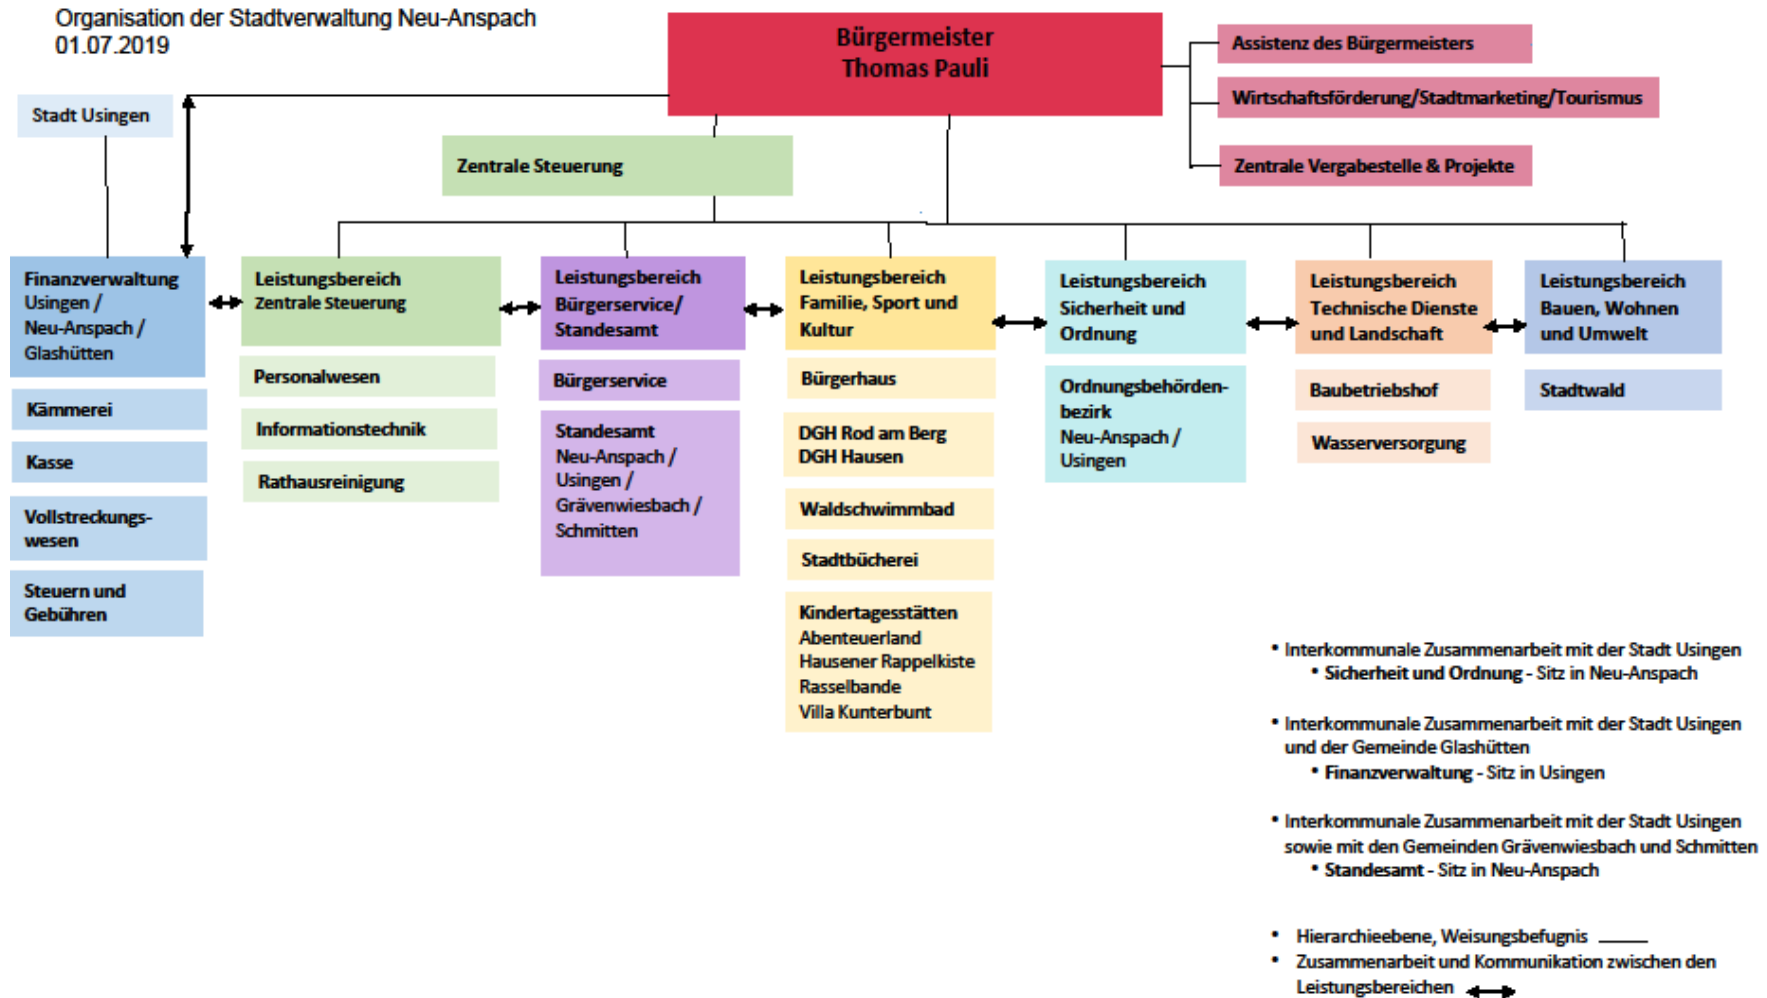 Organisation der Stadtverwaltung Neu-Anspach
01.07.2019
Bürgermeister
Thomas Pauli
Assistenz des Bürgermeisters
Wirtschaftsförderung/Stadtmarketing/Tourismus
Zentrale Vergabestelle & Projekte
Stadt Usingen
Zentrale Steuerung
Finanzverwaltung
Usingen /
Neu-Anspach /
Glashütten
Kämmerei
Kasse
Vollstreckungs-
wesen
Steuern und
Gebühren
Leistungsbereich
Zentrale Steuerung
Personalwesen
Informationstechnik
Rathausreinigung
Leistungsbereich
Bürgerservice/
Standesamt
Bürgerservice
Standesamt
Neu-Anspach /
Usingen /
Grävenwiesbach /
Schmitten
Leistungsbereich
Familie, Sport und
Kultur
Bürgerhaus
DGH Rod am Berg
DGH Hausen
Waldschwimmbad
Stadtbücherei
Kindertagesstätten
Abenteuerland
Hausener Rappelkiste
Rasselbande
Villa Kunterbunt
Leistungsbereich
Sicherheit und
Ordnung
Ordnungsbehörden-
bezirk
Neu-Anspach /
Usingen
Leistungsbereich
Technische Dienste
und Landschaft
Baubetriebshof
Wasserversorgung
Leistungsbereich
Bauen, Wohnen
und Umwelt
Stadtwald
• Interkommunale Zusammenarbeit mit der Stadt Usingen
• Sicherheit und Ordnung - Sitz in Neu-Anspach
• Interkommunale Zusammenarbeit mit der Stadt Usingen
und der Gemeinde Glashütten
• Finanzverwaltung - Sitz in Usingen
• Interkommunale Zusammenarbeit mit der Stadt Usingen
sowie mit den Gemeinden Grävenwiesbach und Schmitten
• Standesamt - Sitz in Neu-Anspach
• Hierarchieebene, Weisungsbefugnis
• Zusammenarbeit und Kommunikation zwischen den
Leistungsbereichen